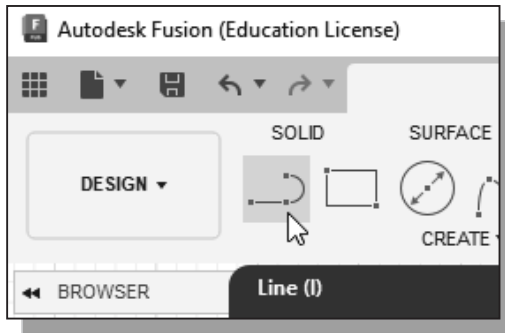 Autodesk Fusion (Education License)
SOLID SURFACE
DESIGN
CREATE
BROWSER
Line (l)